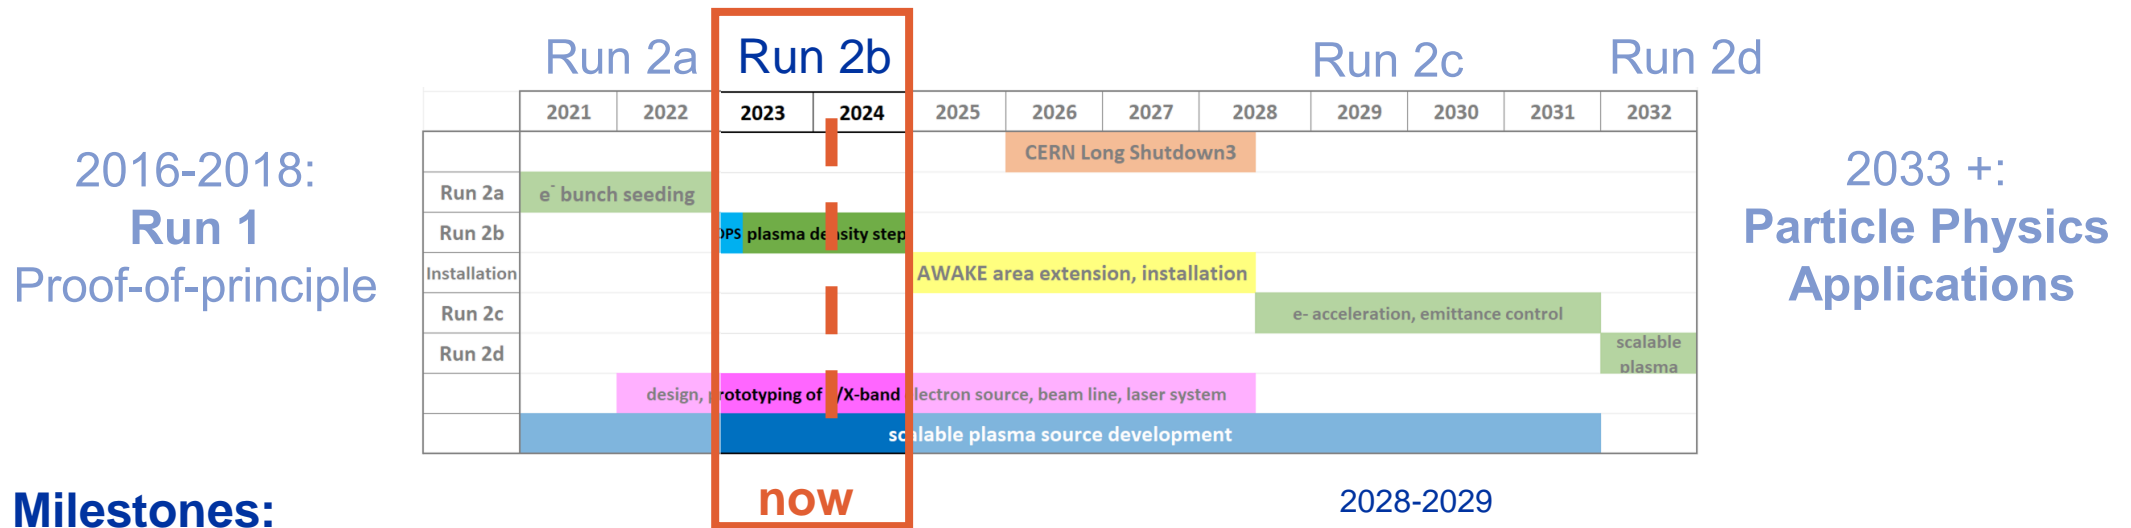 Run 2a
Run 2b
Run 2c
Run 2d
2021 2022 2023 2024 2025 2026 2027 2028 2029 2030 2031 2032
CERN Long Shutdown3
Run 2a e⁻ bunch seeding
Run 2b plasma density step
Installation AWAKE area extension, installation
Run 2c e- acceleration, emittance control
Run 2d scalable
plasma
design, prototyping of /X-band electron source, beam line, laser system
scalable plasma source development
2016-2018:
Run 1
Proof-of-principle
2033 +:
Particle Physics
Applications
now
2028-2029
Milestones: